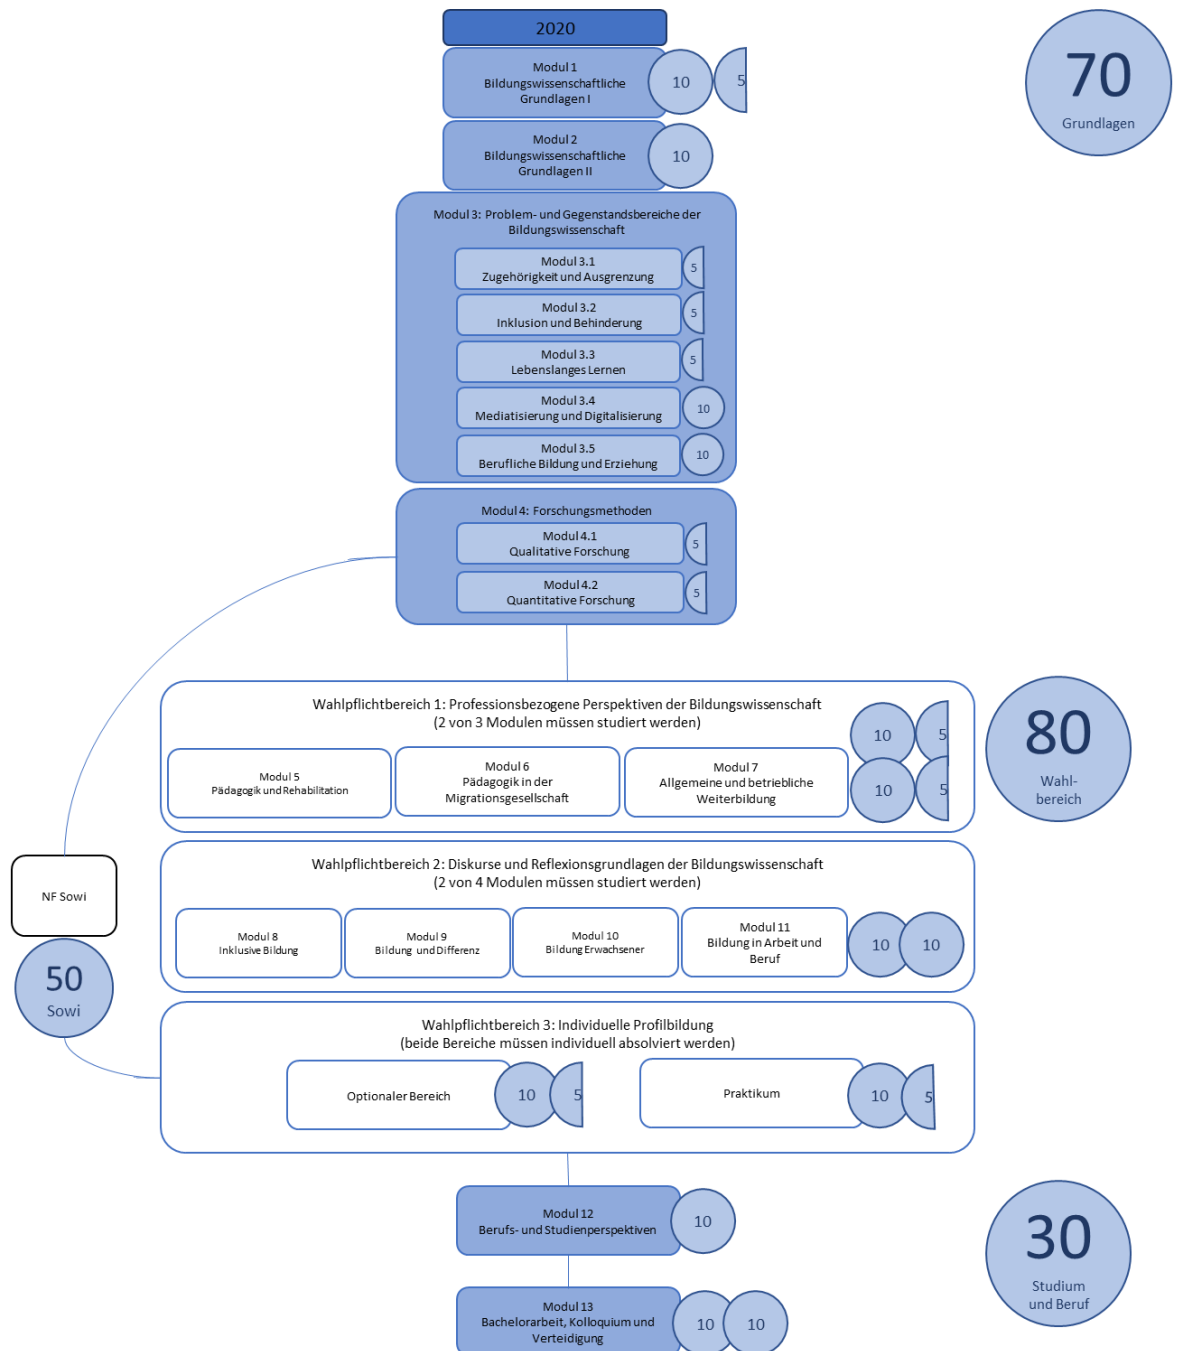 2020
Modul 1
Bildungswissenschaftliche
Grundlagen I
10
5
70
Grundlagen
Modul 2
Bildungswissenschaftliche
Grundlagen II
10
Modul 3: Problem- und Gegenstandsbereiche der
Bildungswissenschaft
Modul 3.1
Zugehörigkeit und Ausgrenzung
5
Modul 3.2
Inklusion und Behinderung
5
Modul 3.3
Lebenslanges Lernen
5
Modul 3.4
Mediatisierung und Digitalisierung
10
Modul 3.5
Berufliche Bildung und Erziehung
10
Modul 4: Forschungsmethoden
Modul 4.1
Qualitative Forschung
5
Modul 4.2
Quantitative Forschung
5
Wahlpflichtbereich 1: Professionsbezogene Perspektiven der Bildungswissenschaft
(2 von 3 Modulen müssen studiert werden)
Modul 5
Pädagogik und Rehabilitation
Modul 6
Pädagogik in der
Migrationsgesellschaft
Modul 7
Allgemeine und betriebliche
Weiterbildung
10
5
10
5
80
Wahl-
bereich
Wahlpflichtbereich 2: Diskurse und Reflexionsgrundlagen der Bildungswissenschaft
(2 von 4 Modulen müssen studiert werden)
Modul 8
Inklusive Bildung
Modul 9
Bildung und Differenz
Modul 10
Bildung Erwachsener
Modul 11
Bildung in Arbeit und
Beruf
10
10
NF Sowi
50
Sowi
Wahlpflichtbereich 3: Individuelle Profilbildung
(beide Bereiche müssen individuell absolviert werden)
Optionaler Bereich
10
5
Praktikum
10
5
Modul 12
Berufs- und Studienperspektiven
10
30
Studium
und Beruf
Modul 13
Bachelorarbeit, Kolloquium und
Verteidigung
10
10